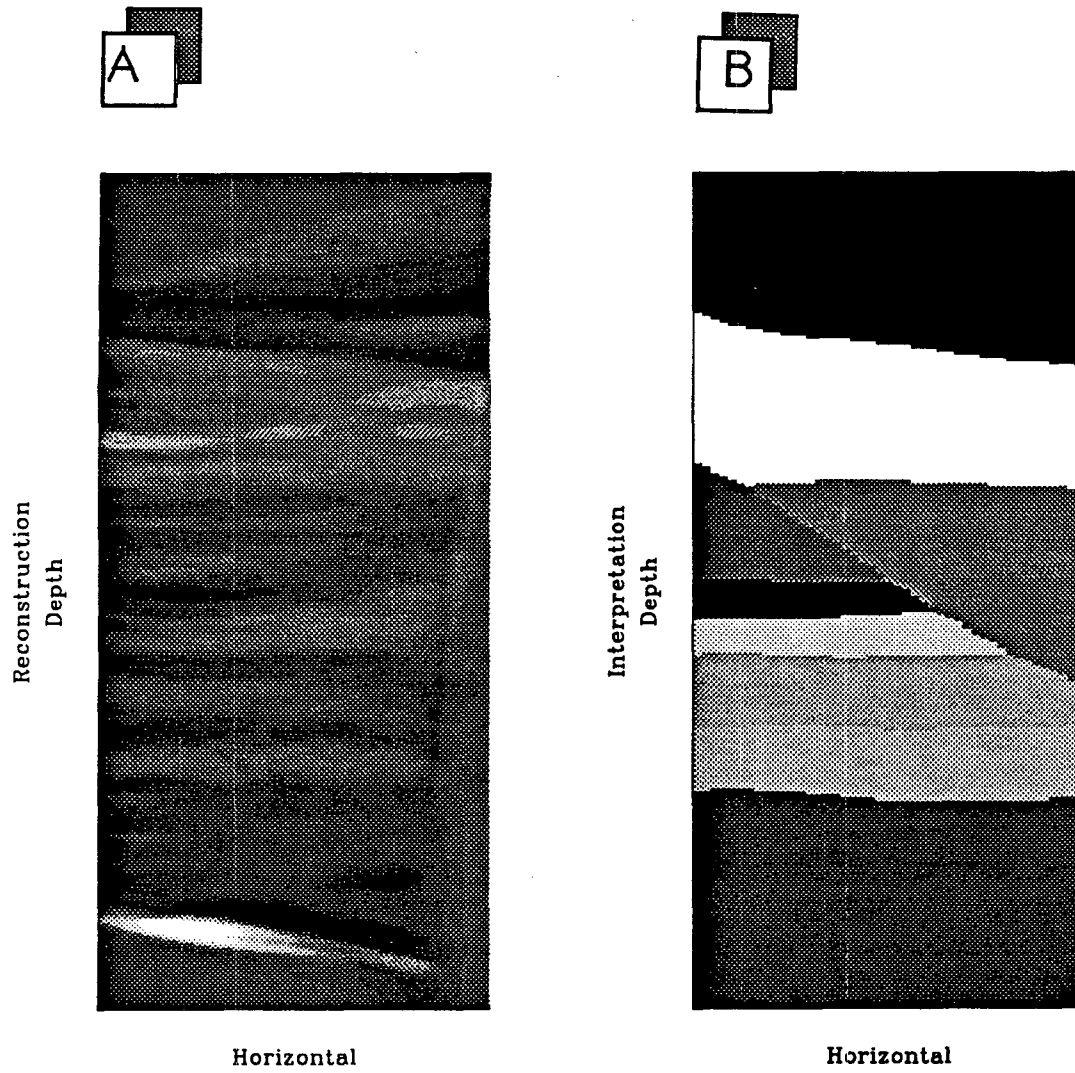 A
B
Reconstruction
Depth
Interpretation
Depth
Horizontal
Horizontal